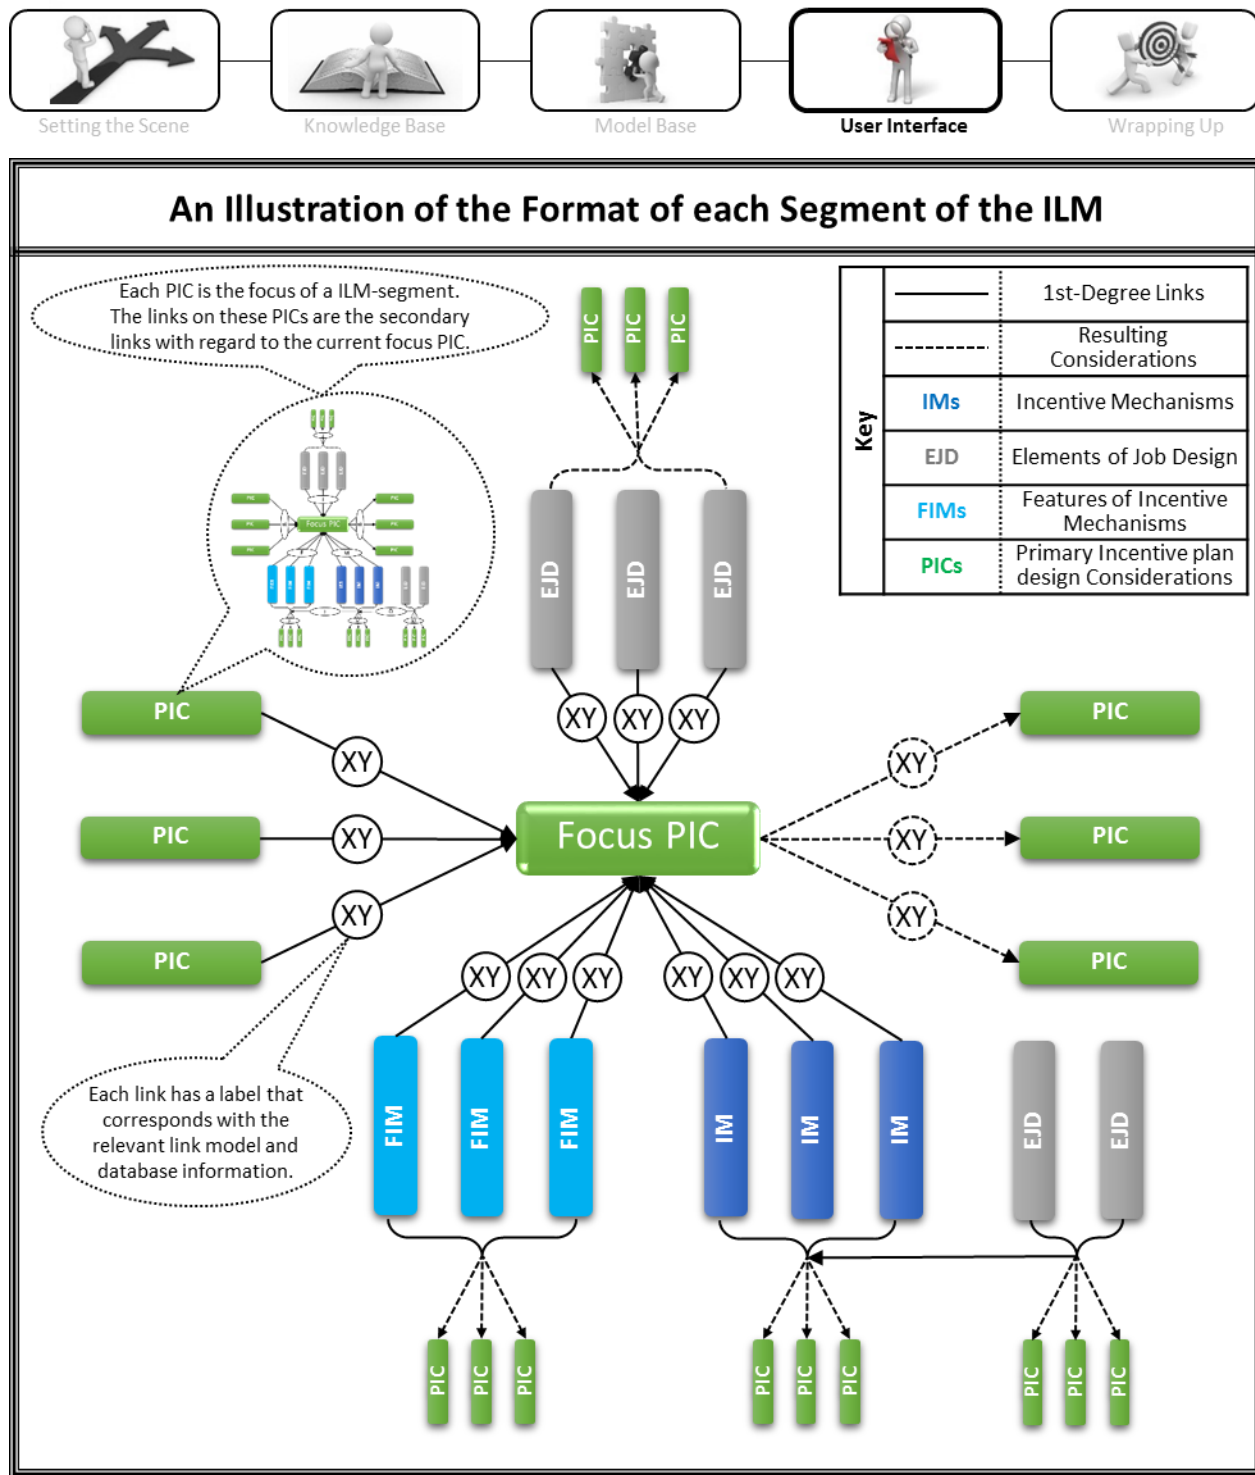 Setting the Scene
Knowledge Base
Model Base
User Interface
Wrapping Up
An Illustration of the Format of each Segment of the ILM
Each PIC is the focus of a ILM-segment.
The links on these PICs are the secondary
links with regard to the current focus PIC.
Key
1st-Degree Links
Resulting
Considerations
IMs
Incentive Mechanisms
EJD
Elements of Job Design
FIMs
Features of Incentive
Mechanisms
PICs
Primary Incentive plan
design Considerations
PIC
PIC
PIC
Focus PIC
EJD
EJD
EJD
XY
XY
XY
PIC
XY
PIC
XY
PIC
XY
Focus PIC
XY
PIC
XY
PIC
XY
PIC
XY
XY
XY
XY
XY
XY
Each link has a label that
corresponds with the
relevant link model and
database information.
FIM
FIM
FIM
IM
IM
IM
EJD
EJD
PIC
PIC
PIC
PIC
PIC
PIC
PIC
PIC
PIC